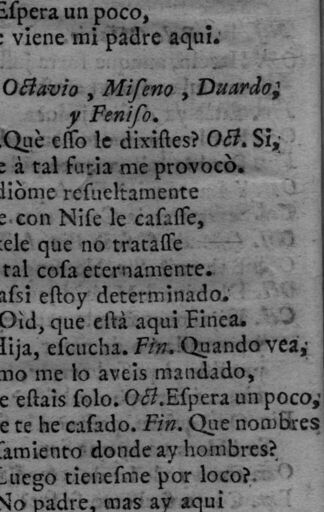 Eſpera un poco,
viene mi padre aqui.
Octavio, Miſeno, Duardo,
y Feniſo.
Què eſſo le dixiſtes? Oct. Si,
à tal furia me provocò.
diòme reſueltamente
con Niſe le caſaſſe,
que no trataſſe
tal coſa eternamente.
aſsi eſtoy determinado.
Oìd, que eſtà aqui Finea.
Hija, eſcucha. Fin. Quando vea,
me lo aveis mandado,
eſtais ſolo. Oct. Eſpera un poco,
te he caſado. Fin. Que nombres
donde ay hombres?
Luego tieneſme por loco?
No padre, mas ay aqui